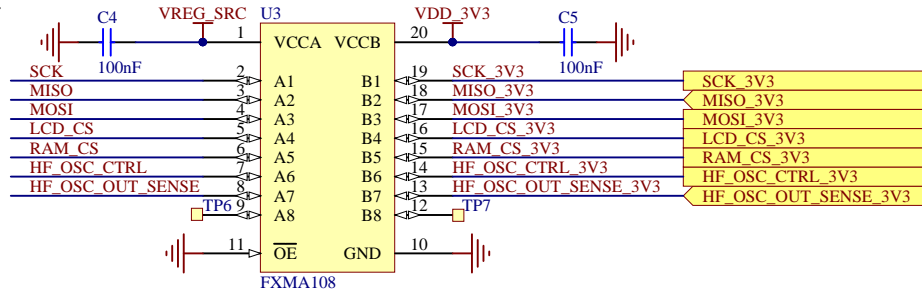 C4 VREG_SRC U3 VDD_3V3 C5
1 VCCA VCCB 20
100nF 100nF
SCK 2 A1 B1 19 SCK_3V3 SCK_3V3
MISO 3 A2 B2 18 MISO_3V3 MISO_3V3
MOSI 4 A3 B3 17 MOSI_3V3 MOSI_3V3
LCD_CS 5 A4 B4 16 LCD_CS_3V3 LCD_CS_3V3
RAM_CS 6 A5 B5 15 RAM_CS_3V3 RAM_CS_3V3
HF_OSC_CTRL 7 A6 B6 14 HF_OSC_CTRL_3V3 HF_OSC_CTRL_3V3
HF_OSC_OUT_SENSE 8 A7 B7 13 HF_OSC_OUT_SENSE_3V3 HF_OSC_OUT_SENSE_3V3
TP6 9 A8 B8 12 TP7
11 OE GND 10
FXMA108